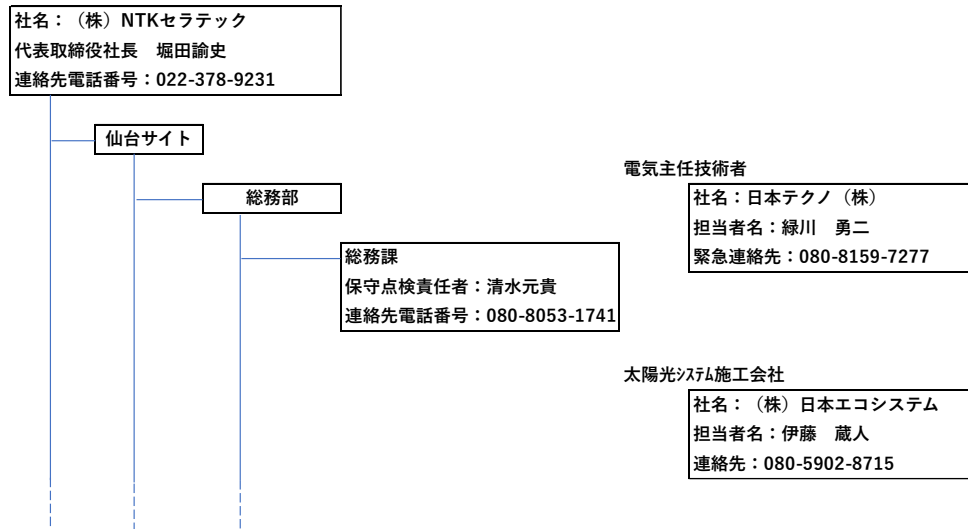 社名：（株）NTKセラテック
代表取締役社長　堀田諭史
連絡先電話番号：022-378-9231
仙台サイト
総務部
総務課
保守点検責任者：清水元貴
連絡先電話番号：080-8053-1741
電気主任技術者
社名：日本テクノ（株）
担当者名：緑川　勇二
緊急連絡先：080-8159-7277
太陽光ｼｽﾃﾑ施工会社
社名：（株）日本エコシステム
担当者名：伊藤　蔵人
連絡先：080-5902-8715